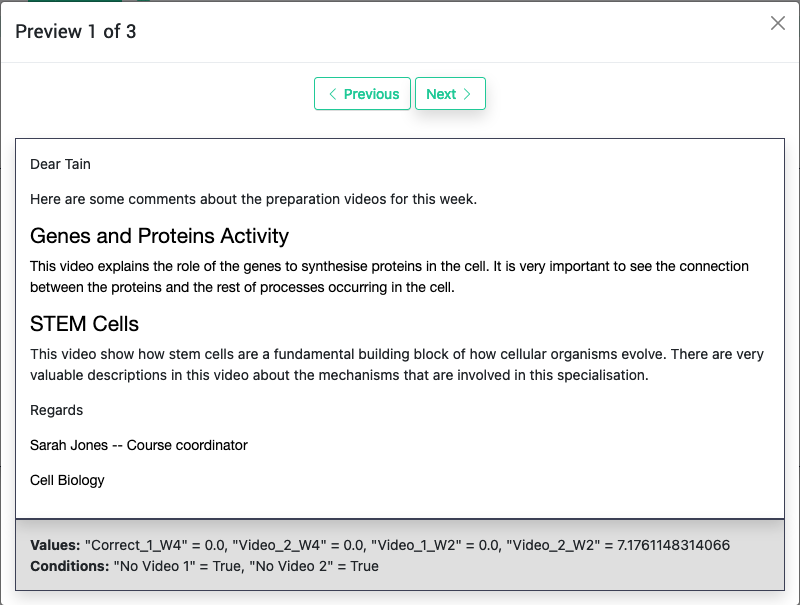 Preview 1 of 3
Previous
Next
Dear Tain
Here are some comments about the preparation videos for this week.
Genes and Proteins Activity
This video explains the role of the genes to synthesise proteins in the cell. It is very important to see the connection
between the proteins and the rest of processes occurring in the cell.
STEM Cells
This video show how stem cells are a fundamental building block of how cellular organisms evolve. There are very
valuable descriptions in this video about the mechanisms that are involved in this specialisation.
Regards
Sarah Jones -- Course coordinator
Cell Biology
Values: "Correct_1_W4" = 0.0, "Video_2_W4" = 0.0, "Video_1_W2" = 0.0, "Video_2_W2" = 7.1761148314066
Conditions: "No Video 1" = True, "No Video 2" = True